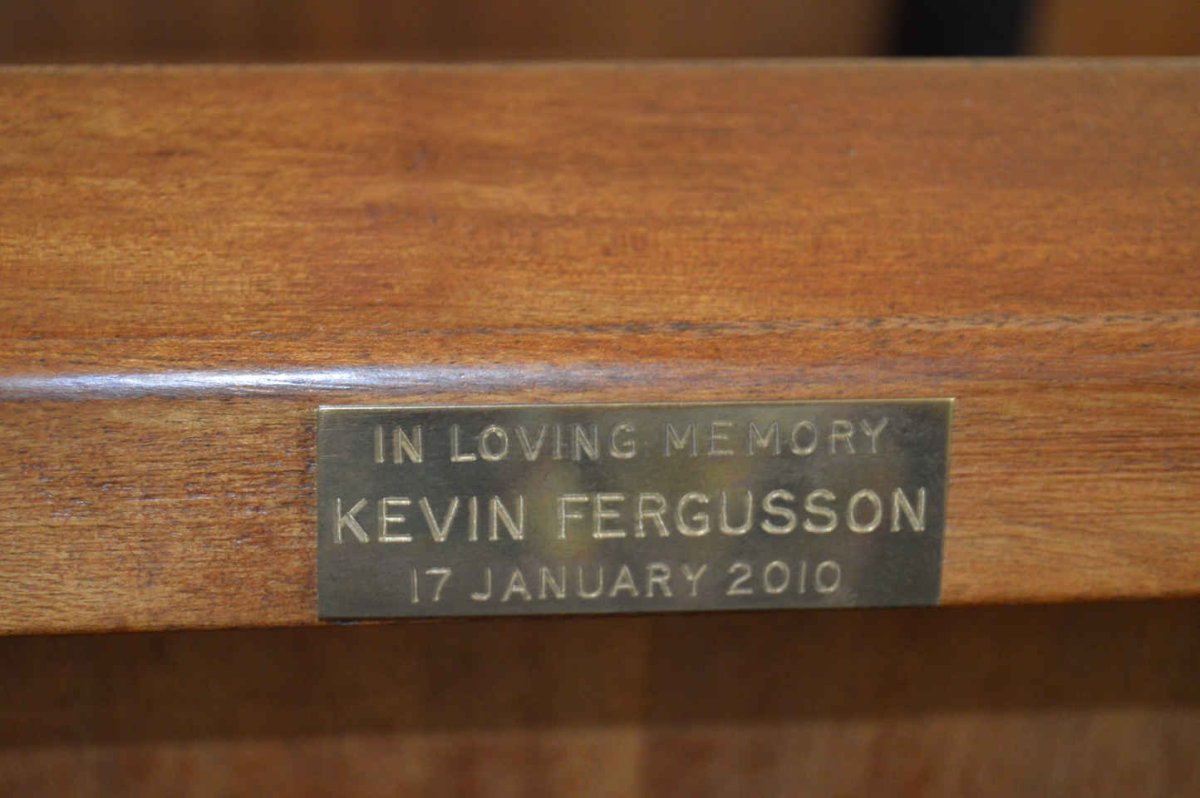 IN LOVING MEMORY
KEVIN FERGUSSON
17 JANUARY 2010